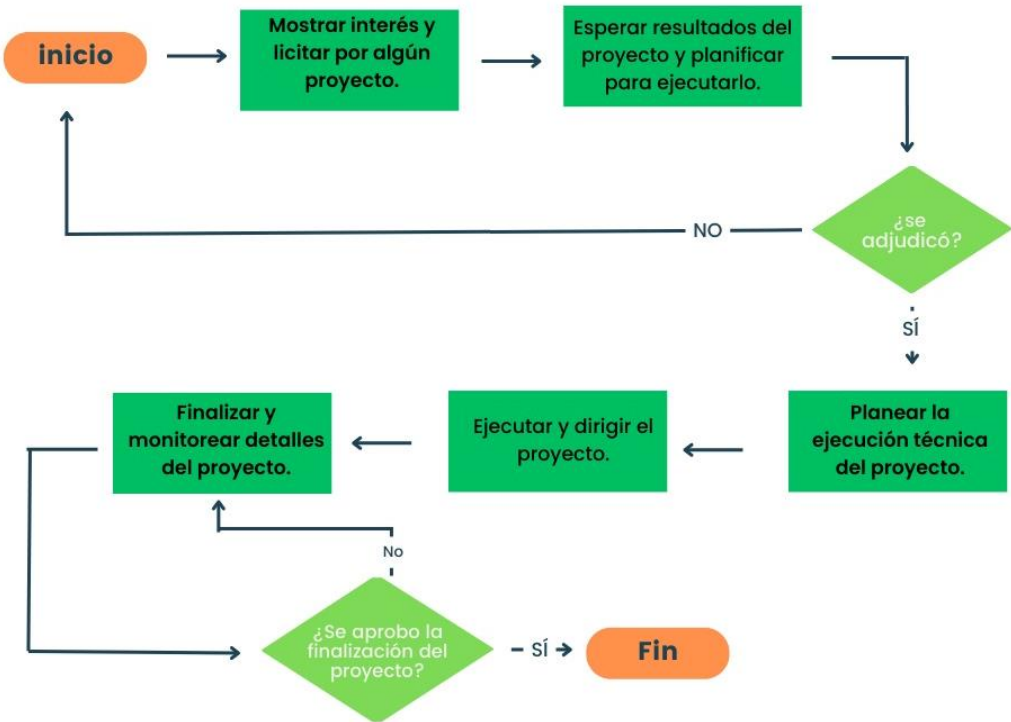 inicio
Mostrar interés y
licitar por algún
proyecto.
Esperar resultados del
proyecto y planificar
para ejecutarlo.
¿se
adjudicó?
NO
SÍ
Planear la
ejecución técnica
del proyecto.
Ejecutar y dirigir el
proyecto.
Finalizar y
monitorear detalles
del proyecto.
No
¿Se aprobo la
finalización del
proyecto?
SÍ
Fin